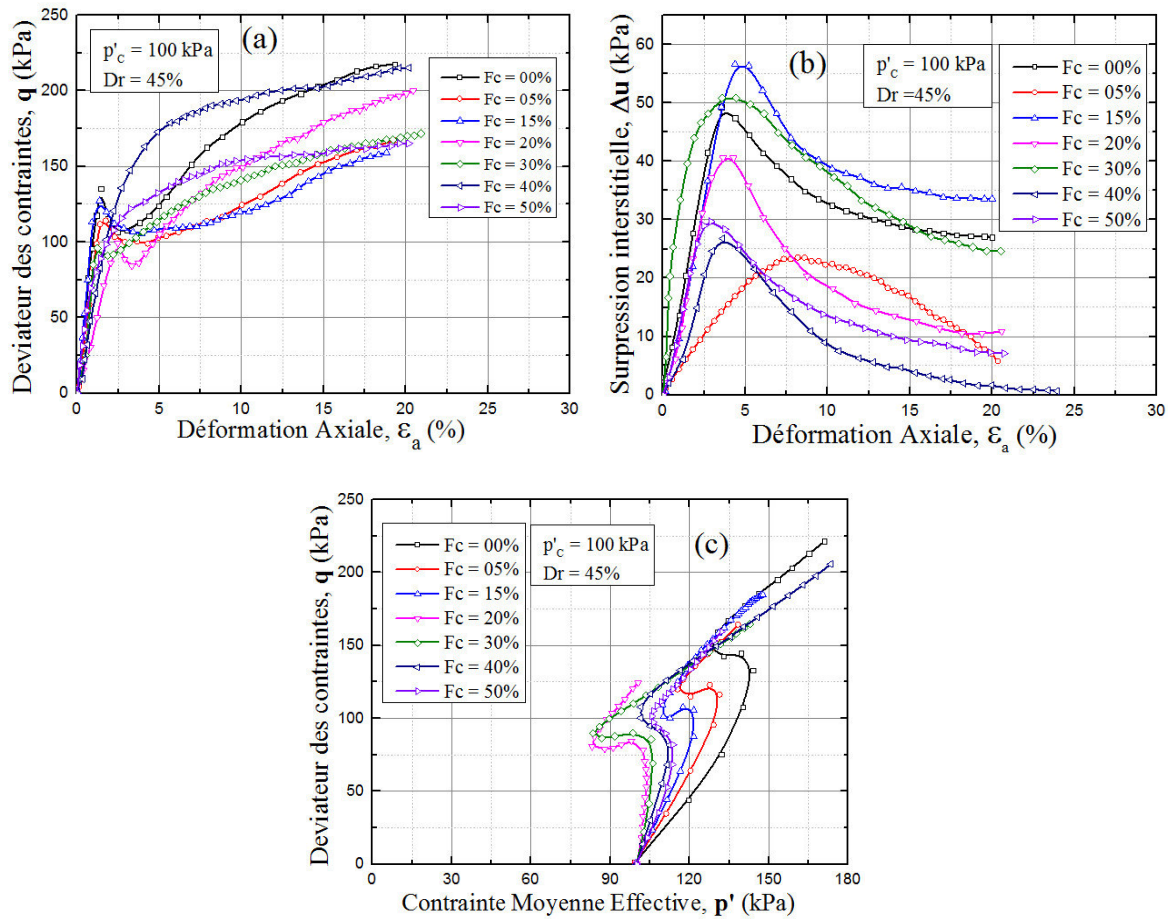 (a)
p'C = 100 kPa
Dr = 45%
Fc = 00%
Fc = 05%
Fc = 15%
Fc = 20%
Fc = 30%
Fc = 40%
Fc = 50%
Deviateur des contraintes, q (kPa)
250
200
150
100
50
0
0 5 10 15 20 25 30
Déformation Axiale, εa (%)
(b)
p'C = 100 kPa
Dr =45%
Fc = 00%
Fc = 05%
Fc = 15%
Fc = 20%
Fc = 30%
Fc = 40%
Fc = 50%
Surpression interstitielle, Δu (kPa)
60
50
40
30
20
10
0
0 5 10 15 20 25 30
Déformation Axiale, εa (%)
(c)
Fc = 00%
Fc = 05%
Fc = 15%
Fc = 20%
Fc = 30%
Fc = 40%
Fc = 50%
p'C = 100 kPa
Dr = 45%
Deviateur des contraintes, q (kPa)
250
200
150
100
50
0
0 30 60 90 120 150 180
Contrainte Moyenne Effective, p' (kPa)